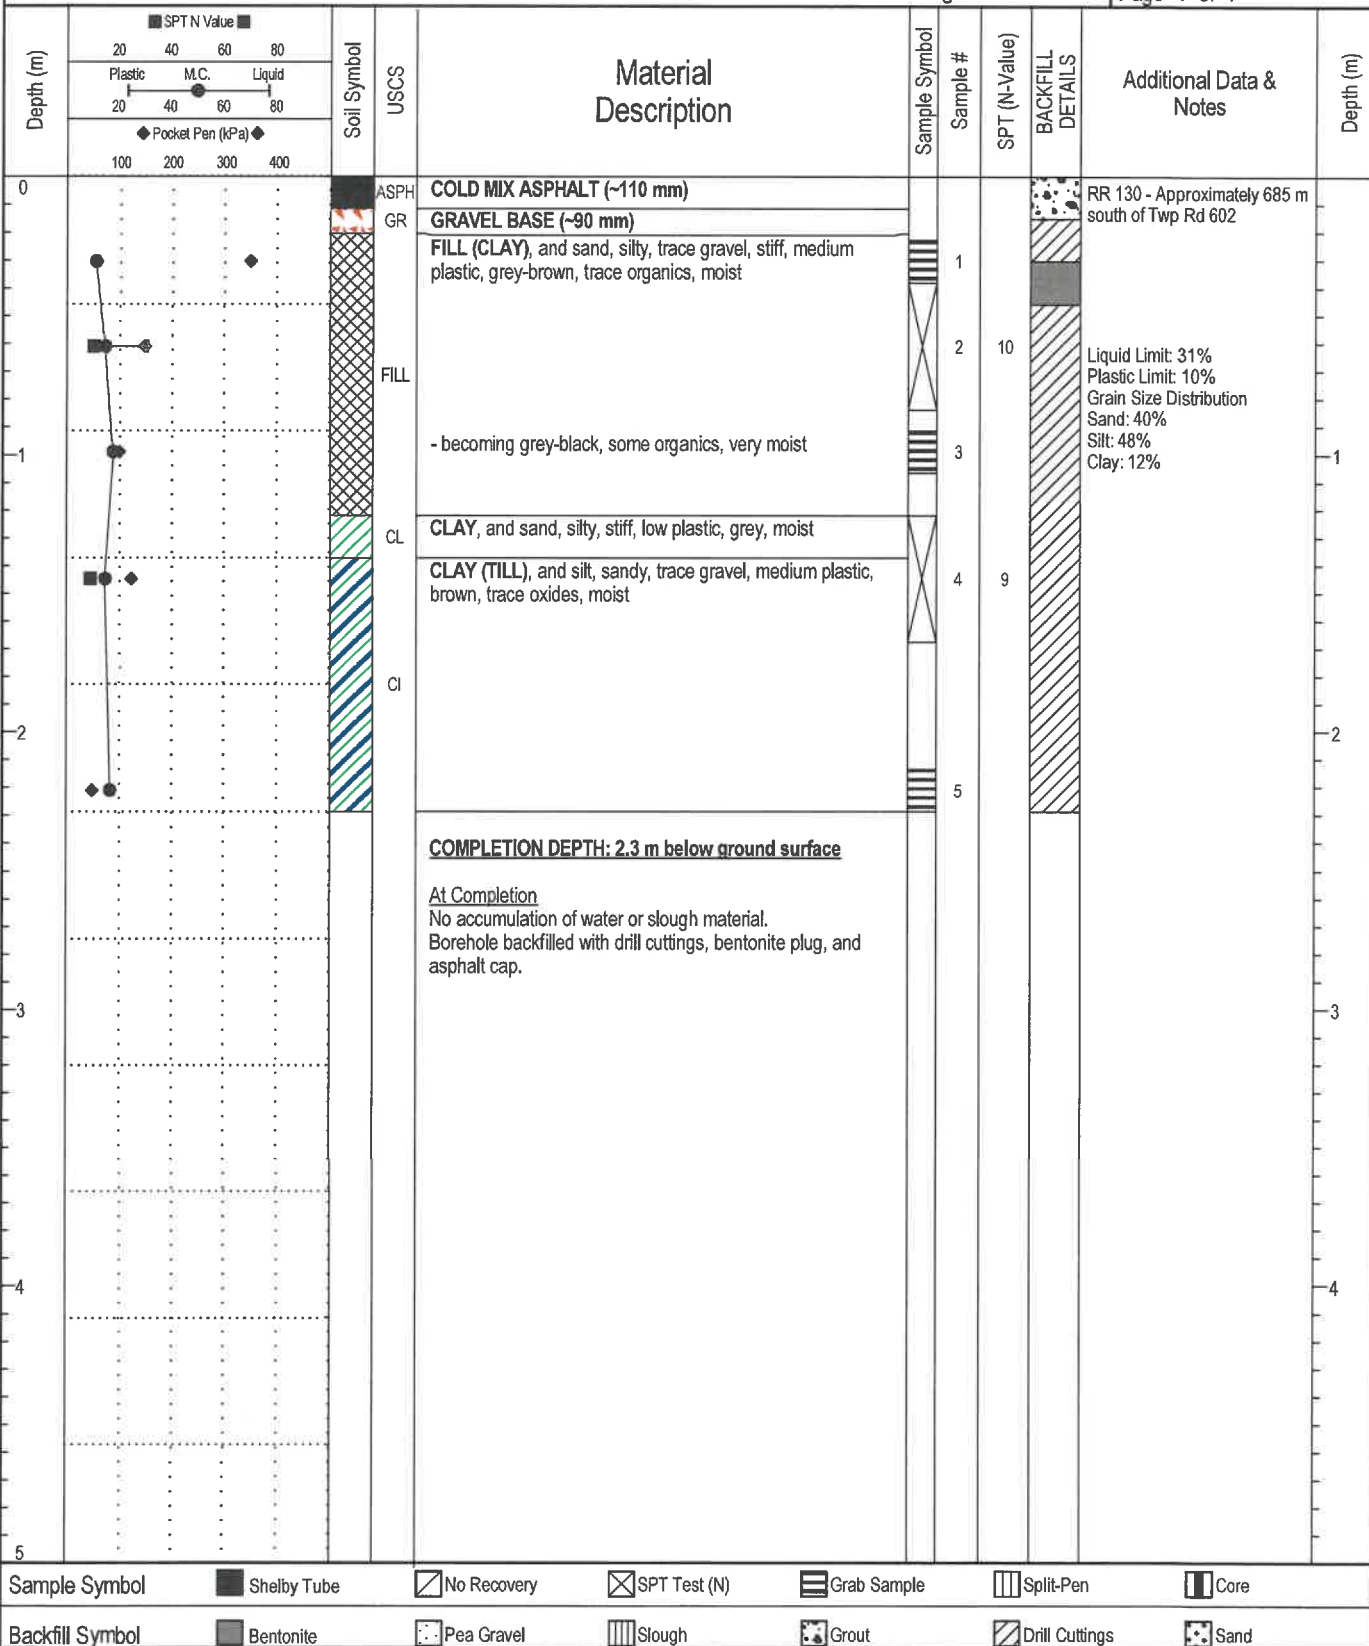 SPT N Value
20 40 60 80
Plastic M.C. Liquid
20 40 60 80
Pocket Pen (kPa)
100 200 300 400
Depth (m)
Soil Symbol
USCS
Material
Description
Sample Symbol
Sample #
SPT (N-Value)
BACKFILL
DETAILS
Additional Data &
Notes
Depth (m)
0
ASPH
COLD MIX ASPHALT (~110 mm)
RR 130 - Approximately 685 m
south of Twp Rd 602
GR
GRAVEL BASE (~90 mm)
FILL (CLAY), and sand, silty, trace gravel, stiff, medium
plastic, grey-brown, trace organics, moist
1
2
10
Liquid Limit: 31%
Plastic Limit: 10%
Grain Size Distribution
Sand: 40%
Silt: 48%
Clay: 12%
FILL
- becoming grey-black, some organics, very moist
3
1
1
CL
CLAY, and sand, silty, stiff, low plastic, grey, moist
CLAY (TILL), and silt, sandy, trace gravel, medium plastic,
brown, trace oxides, moist
4
9
CI
2
2
5
COMPLETION DEPTH: 2.3 m below ground surface
At Completion
No accumulation of water or slough material.
Borehole backfilled with drill cuttings, bentonite plug, and
asphalt cap.
3
3
4
4
5
Sample Symbol Shelby Tube No Recovery SPT Test (N) Grab Sample Split-Pen Core
Backfill Symbol Bentonite Pea Gravel Slough Grout Drill Cuttings Sand